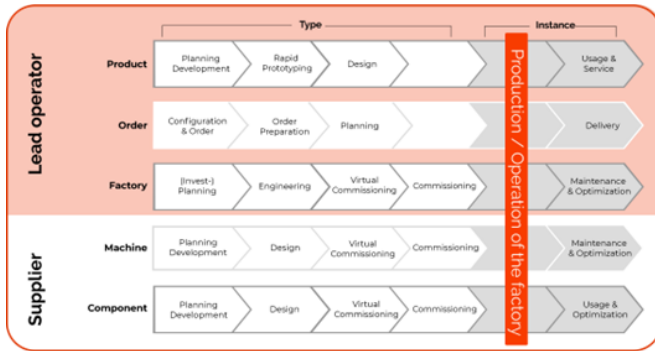 Type
Instance
Lead operator
Product
Planning
Development
Rapid
Prototyping
Design
Usage &
Service
Order
Configuration
& Order
Order
Preparation
Planning
Delivery
Factory
(Invest-)
Planning
Engineering
Virtual
Commissioning
Commissioning
Maintenance
& Optimization
Supplier
Machine
Planning
Development
Design
Virtual
Commissioning
Commissioning
Maintenance
& Optimization
Component
Planning
Development
Design
Virtual
Commissioning
Commissioning
Usage &
Optimization
Production / Operation of the factory